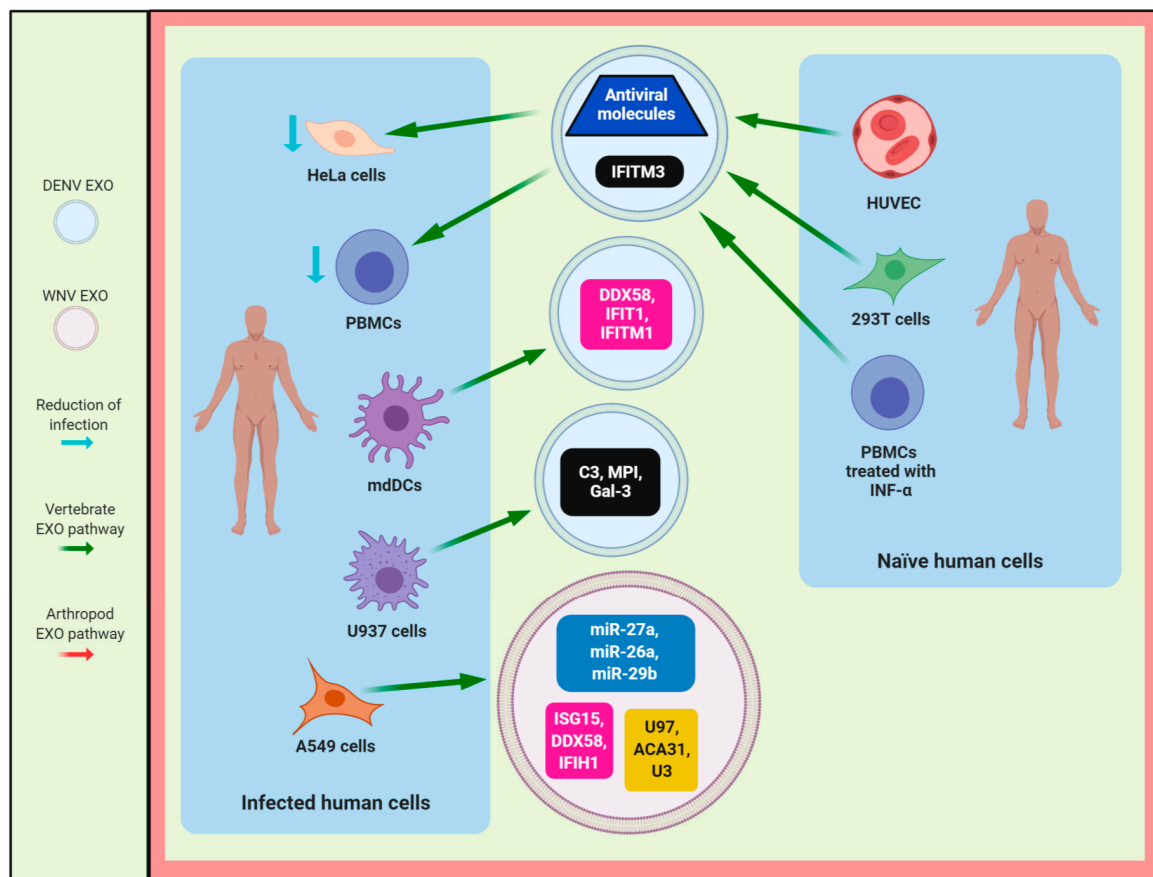 DENV EXO
WNV EXO
Reduction of
infection
Vertebrate
EXO pathway
Arthropod
EXO pathway
HeLa cells
PBMCs
mdDCs
U937 cells
A549 cells
Infected human cells
Antiviral
molecules
IFITM3
DDX58,
IFIT1,
IFITM1
C3, MPI,
Gal-3
miR-27a,
miR-26a,
miR-29b
ISG15,
DDX58,
IFIH1
U97,
ACA31,
U3
HUVEC
293T cells
PBMCs
treated with
INF-α
Naïve human cells